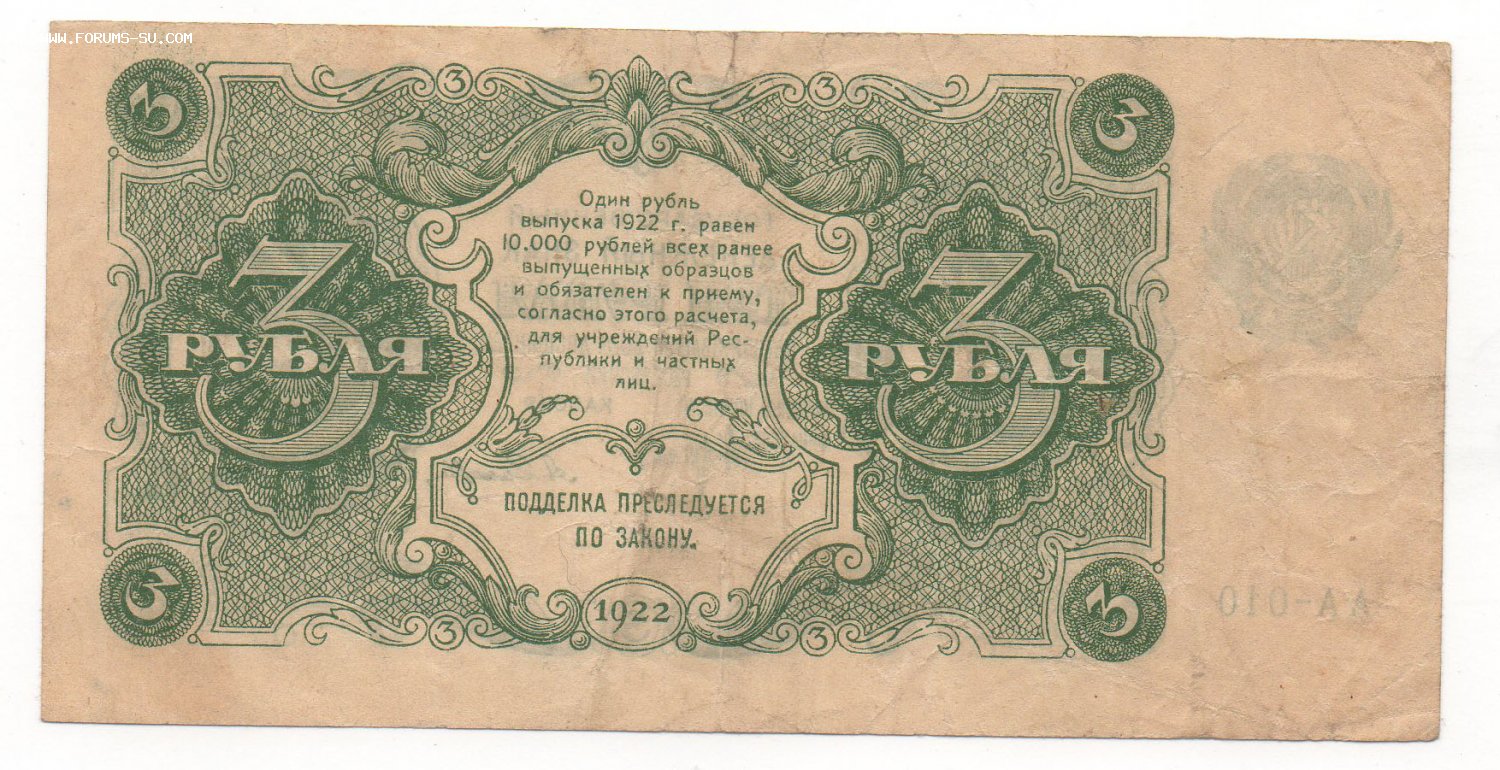 WW.FORUMS-SU.COM
3 3 3 3
Один рубль
выпуска 1922 г. равен
10.000 рублей всех ранее
выпущенных образцов
и обязателен к приему,
согласно этого расчета,
для учреждений Рес-
публики и частных
лиц.
3 РУБЛЯ
3 РУБЛЯ
ПОДДЕЛКА ПРЕСЛЕДУЕТСЯ
ПО ЗАКОНУ.
АА-010
3 3 1922 3 3